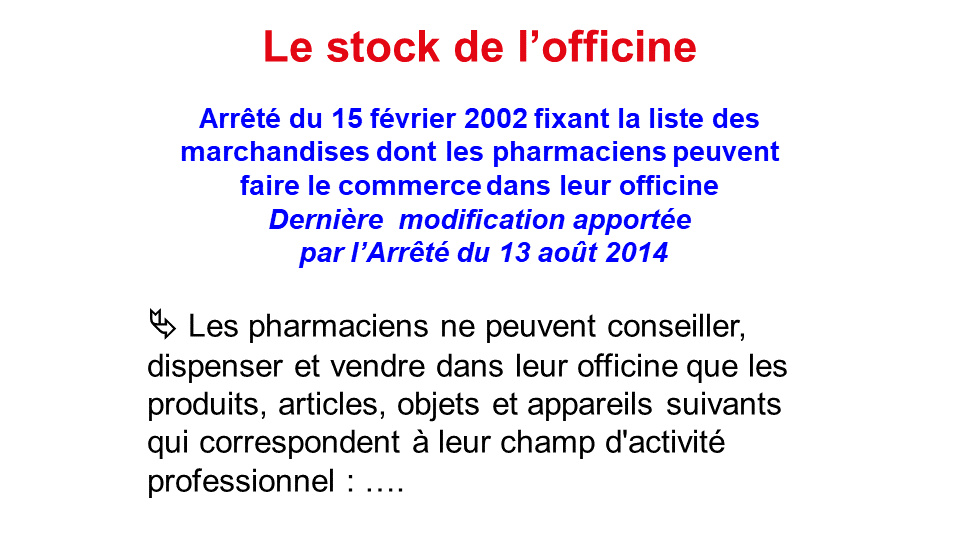 Le stock de l’officine
Arrêté du 15 février 2002 fixant la liste des
marchandises dont les pharmaciens peuvent
faire le commerce dans leur officine
Dernière modification apportée
par l’Arrêté du 13 août 2014
⮱ Les pharmaciens ne peuvent conseiller,
dispenser et vendre dans leur officine que les
produits, articles, objets et appareils suivants
qui correspondent à leur champ d'activité
professionnel : ….